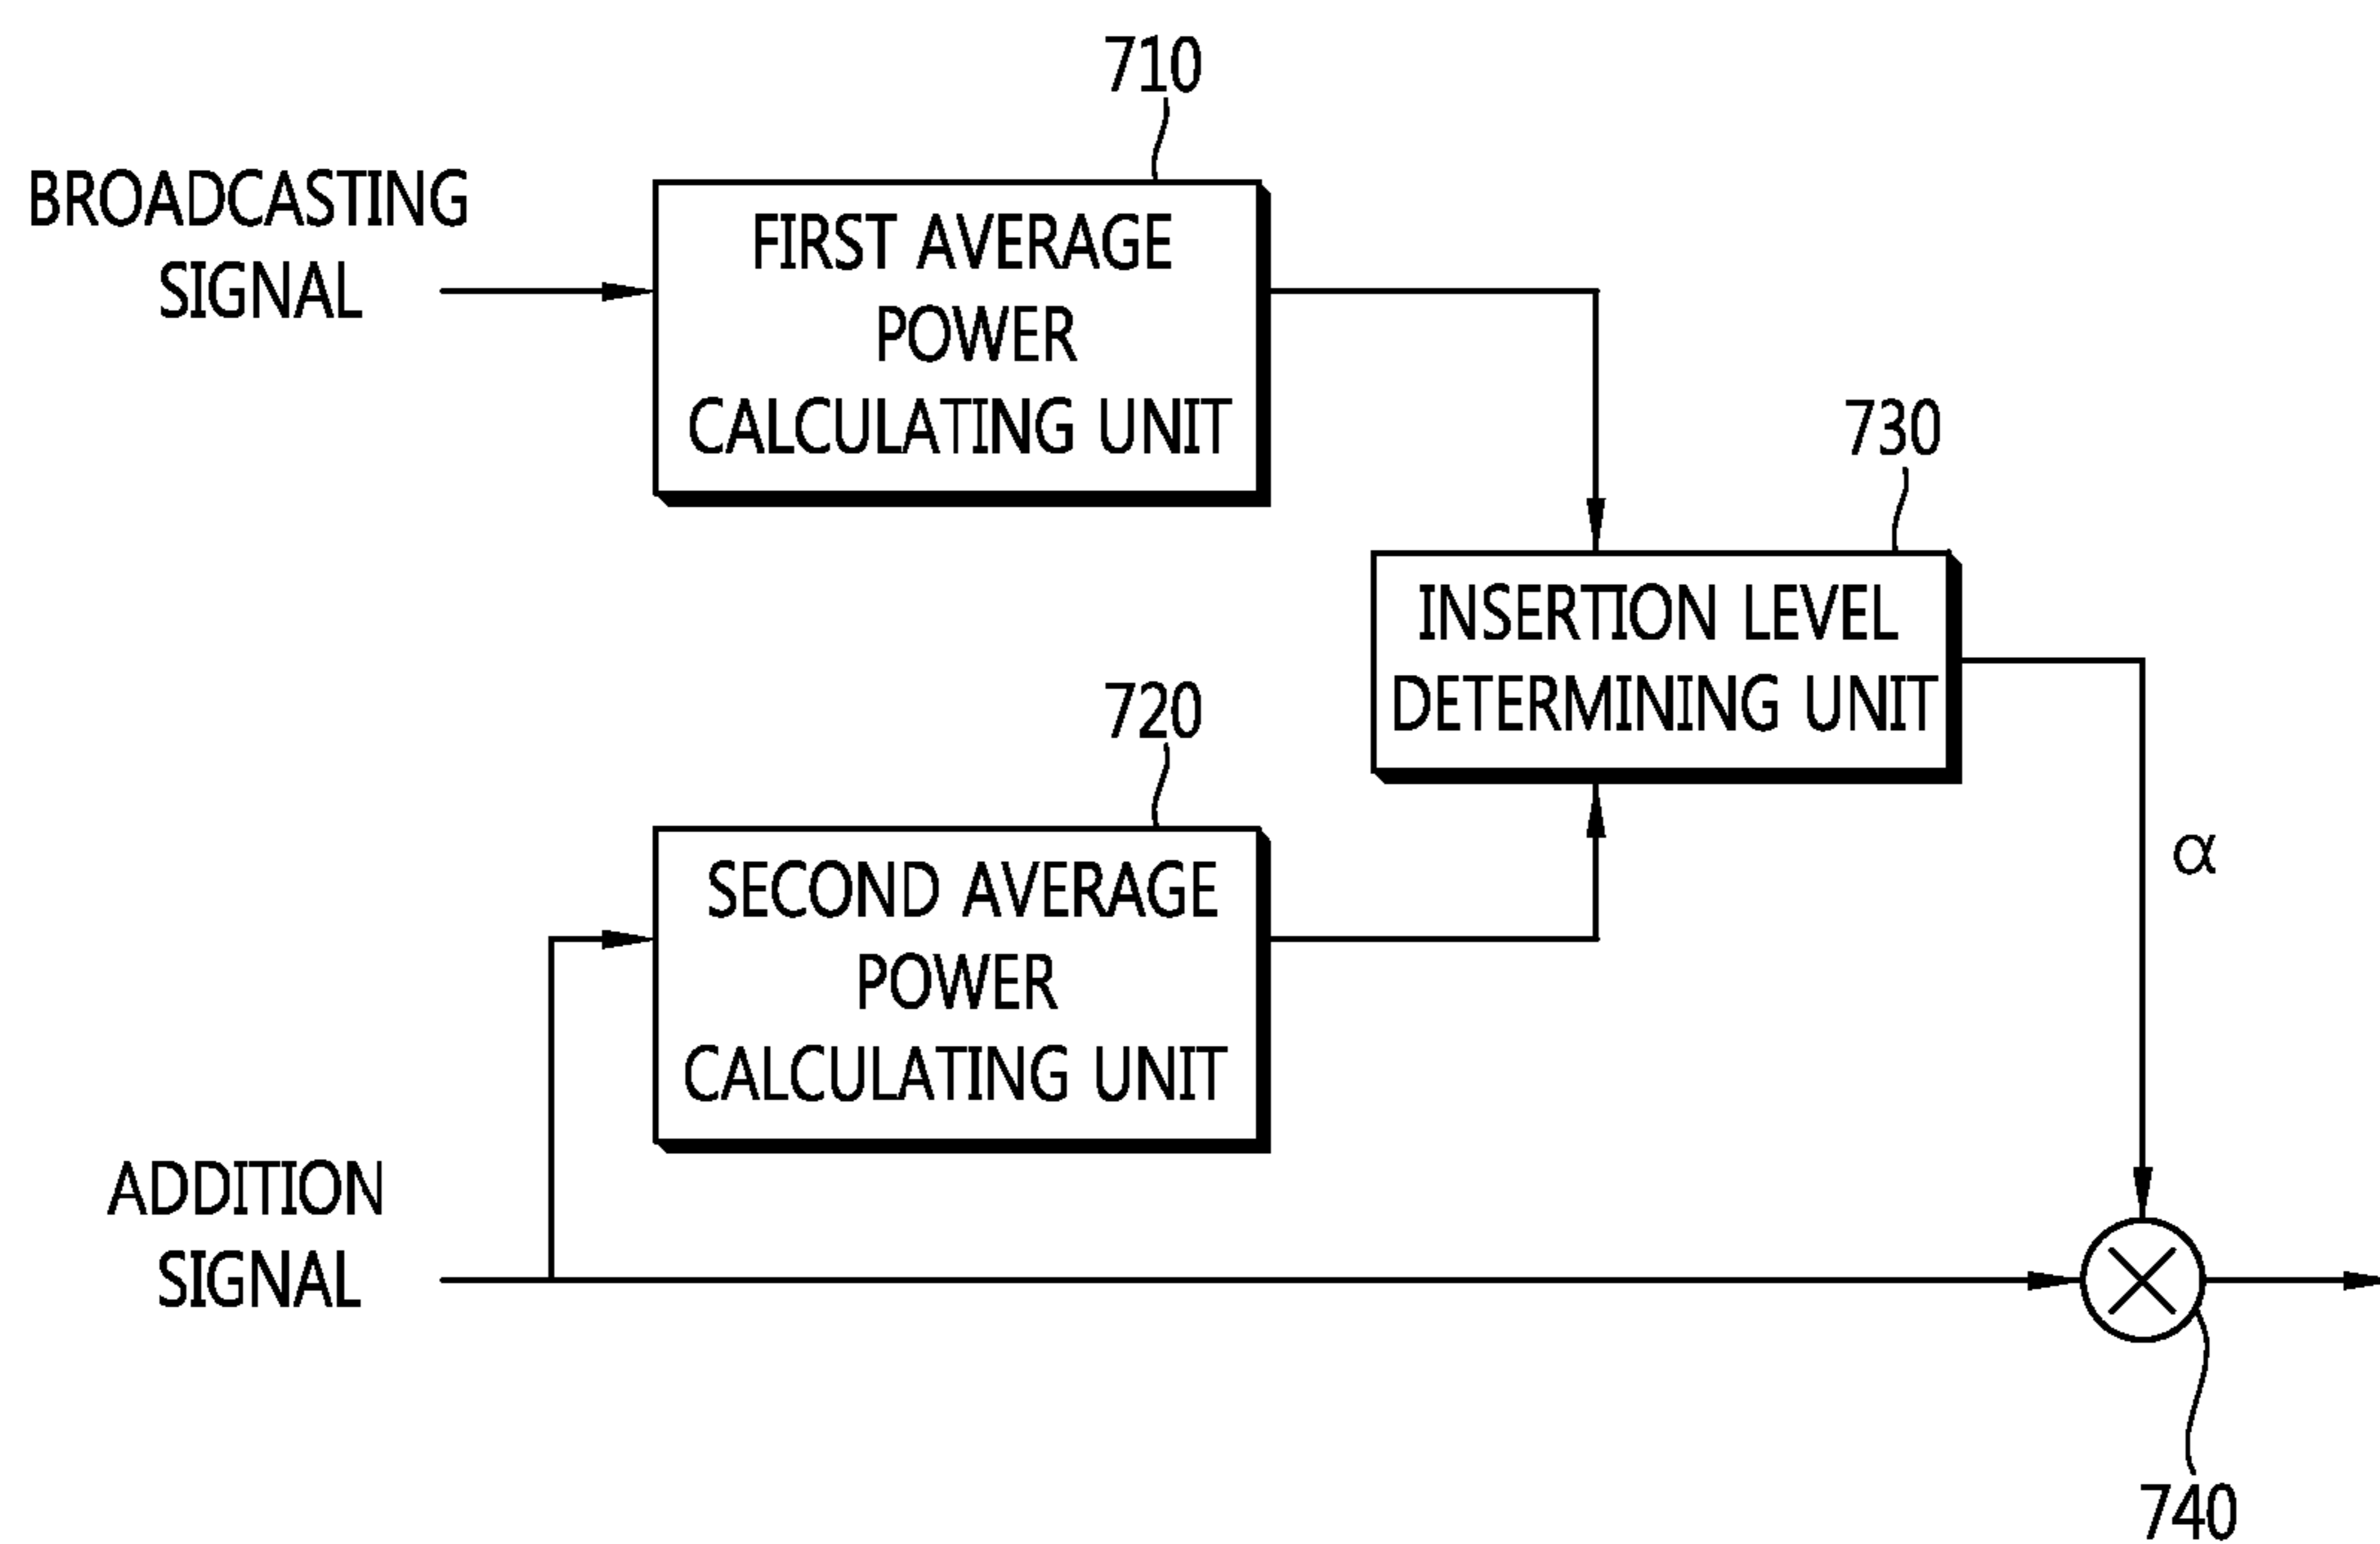 710
BROADCASTING
SIGNAL
FIRST AVERAGE
POWER
CALCULATING UNIT
730
INSERTION LEVEL
DETERMINING UNIT
720
SECOND AVERAGE
POWER
CALCULATING UNIT
α
ADDITION
SIGNAL
740